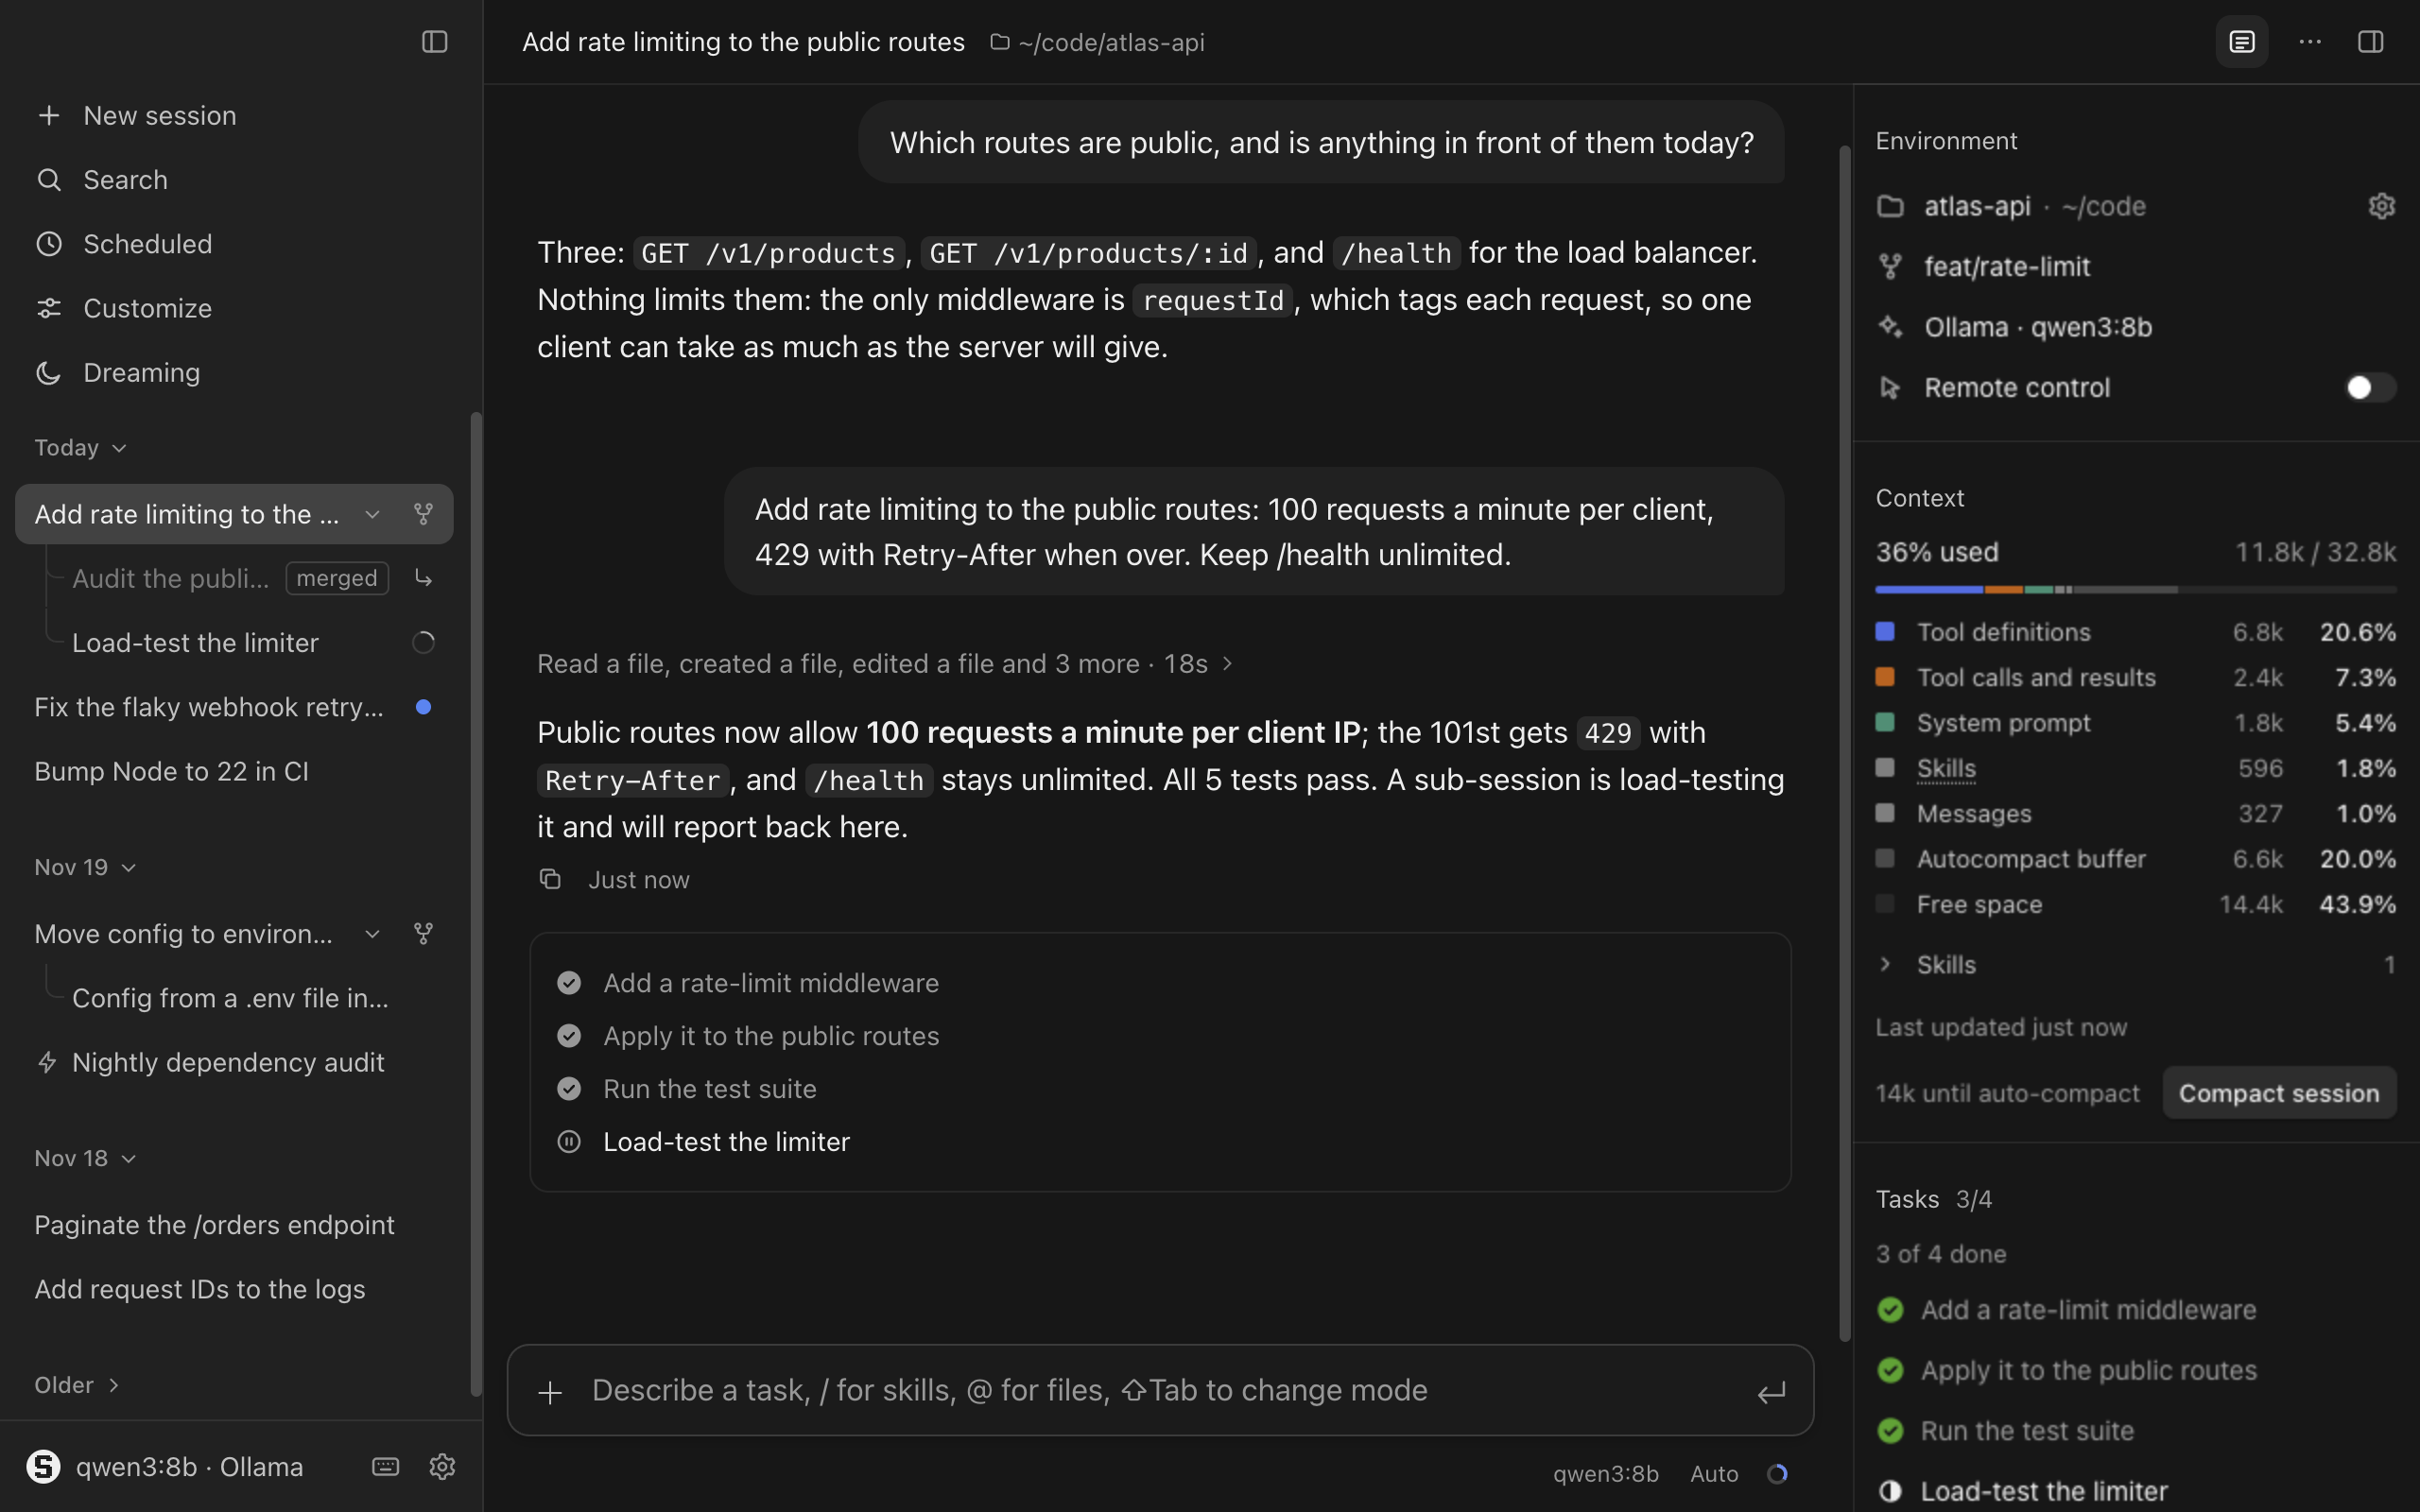 New session
Search
Scheduled
Customize
Dreaming
Today
Add rate limiting to the ...
Audit the publi... merged
Load-test the limiter
Fix the flaky webhook retry...
Bump Node to 22 in CI
Nov 19
Move config to environ...
Config from a .env file in...
Nightly dependency audit
Nov 18
Paginate the /orders endpoint
Add request IDs to the logs
Older
qwen3:8b · Ollama
Add rate limiting to the public routes ~/code/atlas-api
Which routes are public, and is anything in front of them today?
Three: GET /v1/products, GET /v1/products/:id, and /health for the load balancer.
Nothing limits them: the only middleware is requestId, which tags each request, so one
client can take as much as the server will give.
Add rate limiting to the public routes: 100 requests a minute per client,
429 with Retry-After when over. Keep /health unlimited.
Read a file, created a file, edited a file and 3 more · 18s
Public routes now allow 100 requests a minute per client IP; the 101st gets 429 with
Retry-After, and /health stays unlimited. All 5 tests pass. A sub-session is load-testing
it and will report back here.
Just now
Add a rate-limit middleware
Apply it to the public routes
Run the test suite
Load-test the limiter
Describe a task, / for skills, @ for files, ⇧Tab to change mode
qwen3:8b Auto
Environment
atlas-api · ~/code
feat/rate-limit
Ollama · qwen3:8b
Remote control
Context
36% used 11.8k / 32.8k
Tool definitions 6.8k 20.6%
Tool calls and results 2.4k 7.3%
System prompt 1.8k 5.4%
Skills 596 1.8%
Messages 327 1.0%
Autocompact buffer 6.6k 20.0%
Free space 14.4k 43.9%
Skills 1
Last updated just now
14k until auto-compact Compact session
Tasks 3/4
3 of 4 done
Add a rate-limit middleware
Apply it to the public routes
Run the test suite
Load-test the limiter